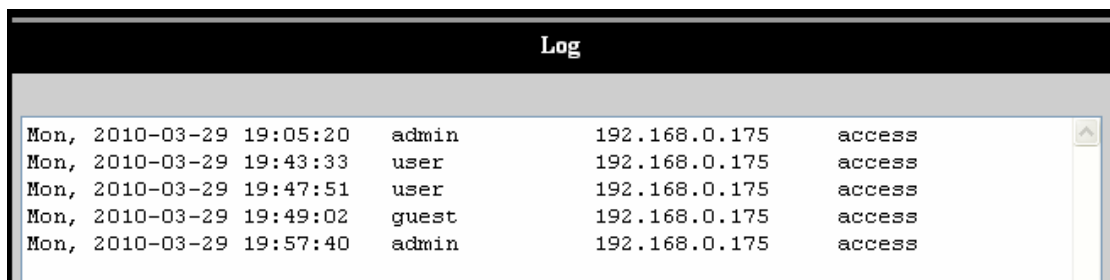 Log
Mon, 2010-03-29 19:05:20 admin 192.168.0.175 access
Mon, 2010-03-29 19:43:33 user 192.168.0.175 access
Mon, 2010-03-29 19:47:51 user 192.168.0.175 access
Mon, 2010-03-29 19:49:02 guest 192.168.0.175 access
Mon, 2010-03-29 19:57:40 admin 192.168.0.175 access